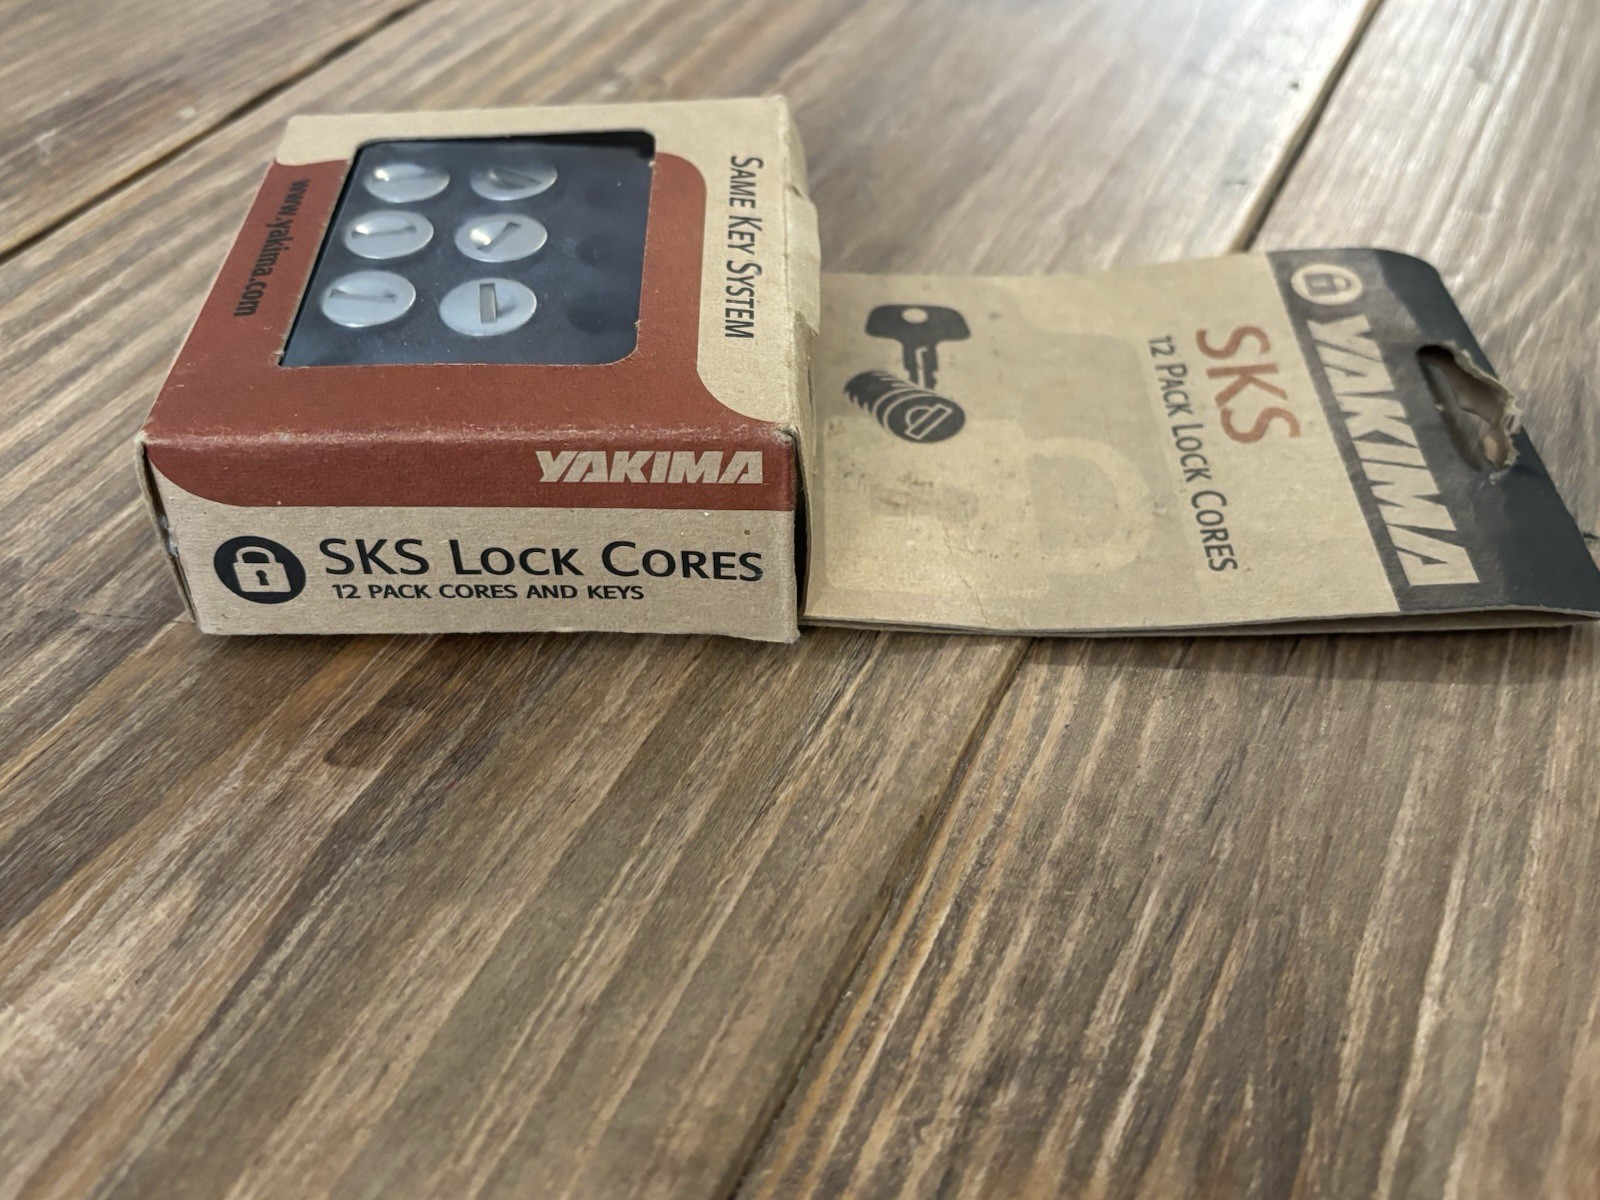 www.yakima.com
SAME KEY SYSTEM
YAKIMA
SKS LOCK CORES
12 PACK CORES AND KEYS
YAKIMA
SKS
12 PACK LOCK CORES